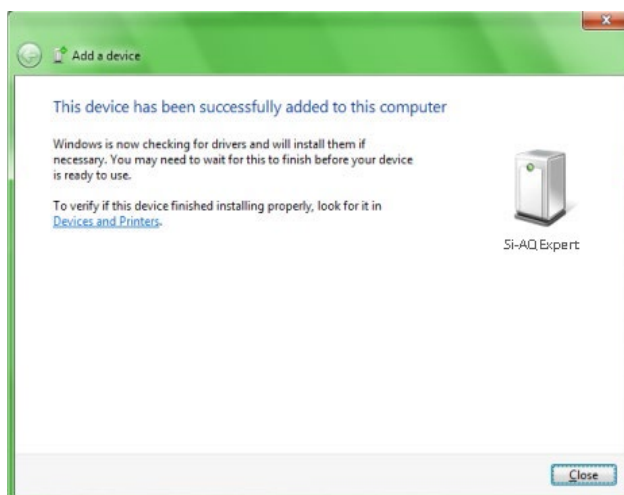 Add a device
This device has been successfully added to this computer
Windows is now checking for drivers and will install them if
necessary. You may need to wait for this to finish before your device
is ready to use.
To verify if this device finished installing properly, look for it in
Devices and Printers.
Si-AQ Expert
Close